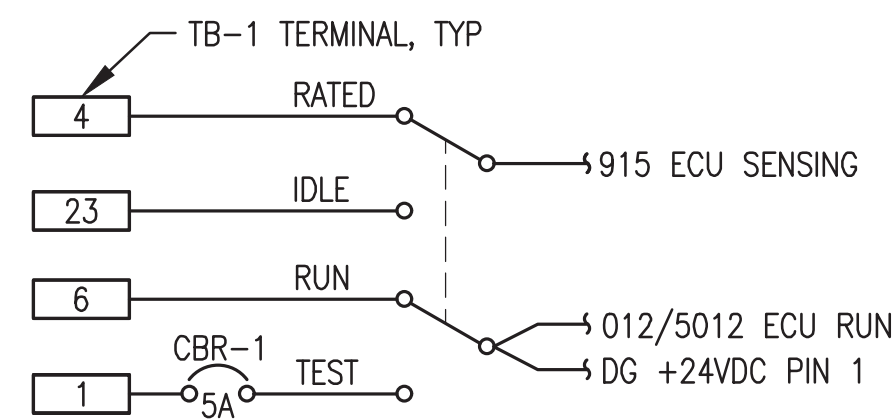 TB-1 TERMINAL, TYP
4
RATED
915 ECU SENSING
23
IDLE
6
RUN
012/5012 ECU RUN
DG +24VDC PIN 1
CBR-1
1
5A
TEST